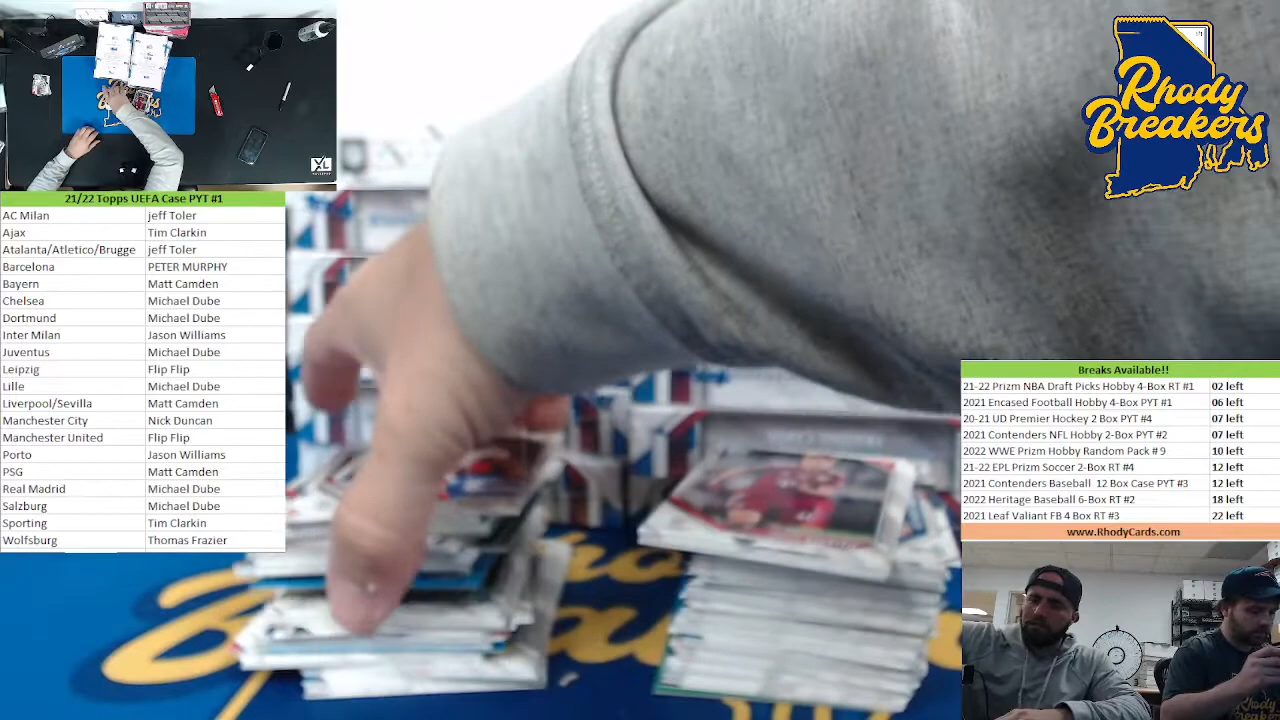 Rhody
Breakers
XL
21/22 Topps UEFA Case PYT #1
AC Milan jeff Toler
Ajax Tim Clarkin
Atalanta/Atletico/Brugge jeff Toler
Barcelona PETER MURPHY
Bayern Matt Camden
Chelsea Michael Dube
Dortmund Michael Dube
Inter Milan Jason Williams
Juventus Michael Dube
Leipzig Flip Flip
Lille Michael Dube
Liverpool/Sevilla Matt Camden
Manchester City Nick Duncan
Manchester United Flip Flip
Porto Jason Williams
PSG Matt Camden
Real Madrid Michael Dube
Salzburg Michael Dube
Sporting Tim Clarkin
Wolfsburg Thomas Frazier
Breaks Available!!
21-22 Prizm NBA Draft Picks Hobby 4-Box RT #1 02 left
2021 Encased Football Hobby 4-Box PYT #1 06 left
20-21 UD Premier Hockey 2 Box PYT #4 07 left
2021 Contenders NFL Hobby 2-Box PYT #2 07 left
2022 WWE Prizm Hobby Random Pack # 9 10 left
21-22 EPL Prizm Soccer 2-Box RT #4 12 left
2021 Contenders Baseball 12 Box Case PYT #3 12 left
2022 Heritage Baseball 6-Box RT #2 18 left
2021 Leaf Valiant FB 4 Box RT #3 22 left
www.RhodyCards.com
Rhody
Breakers